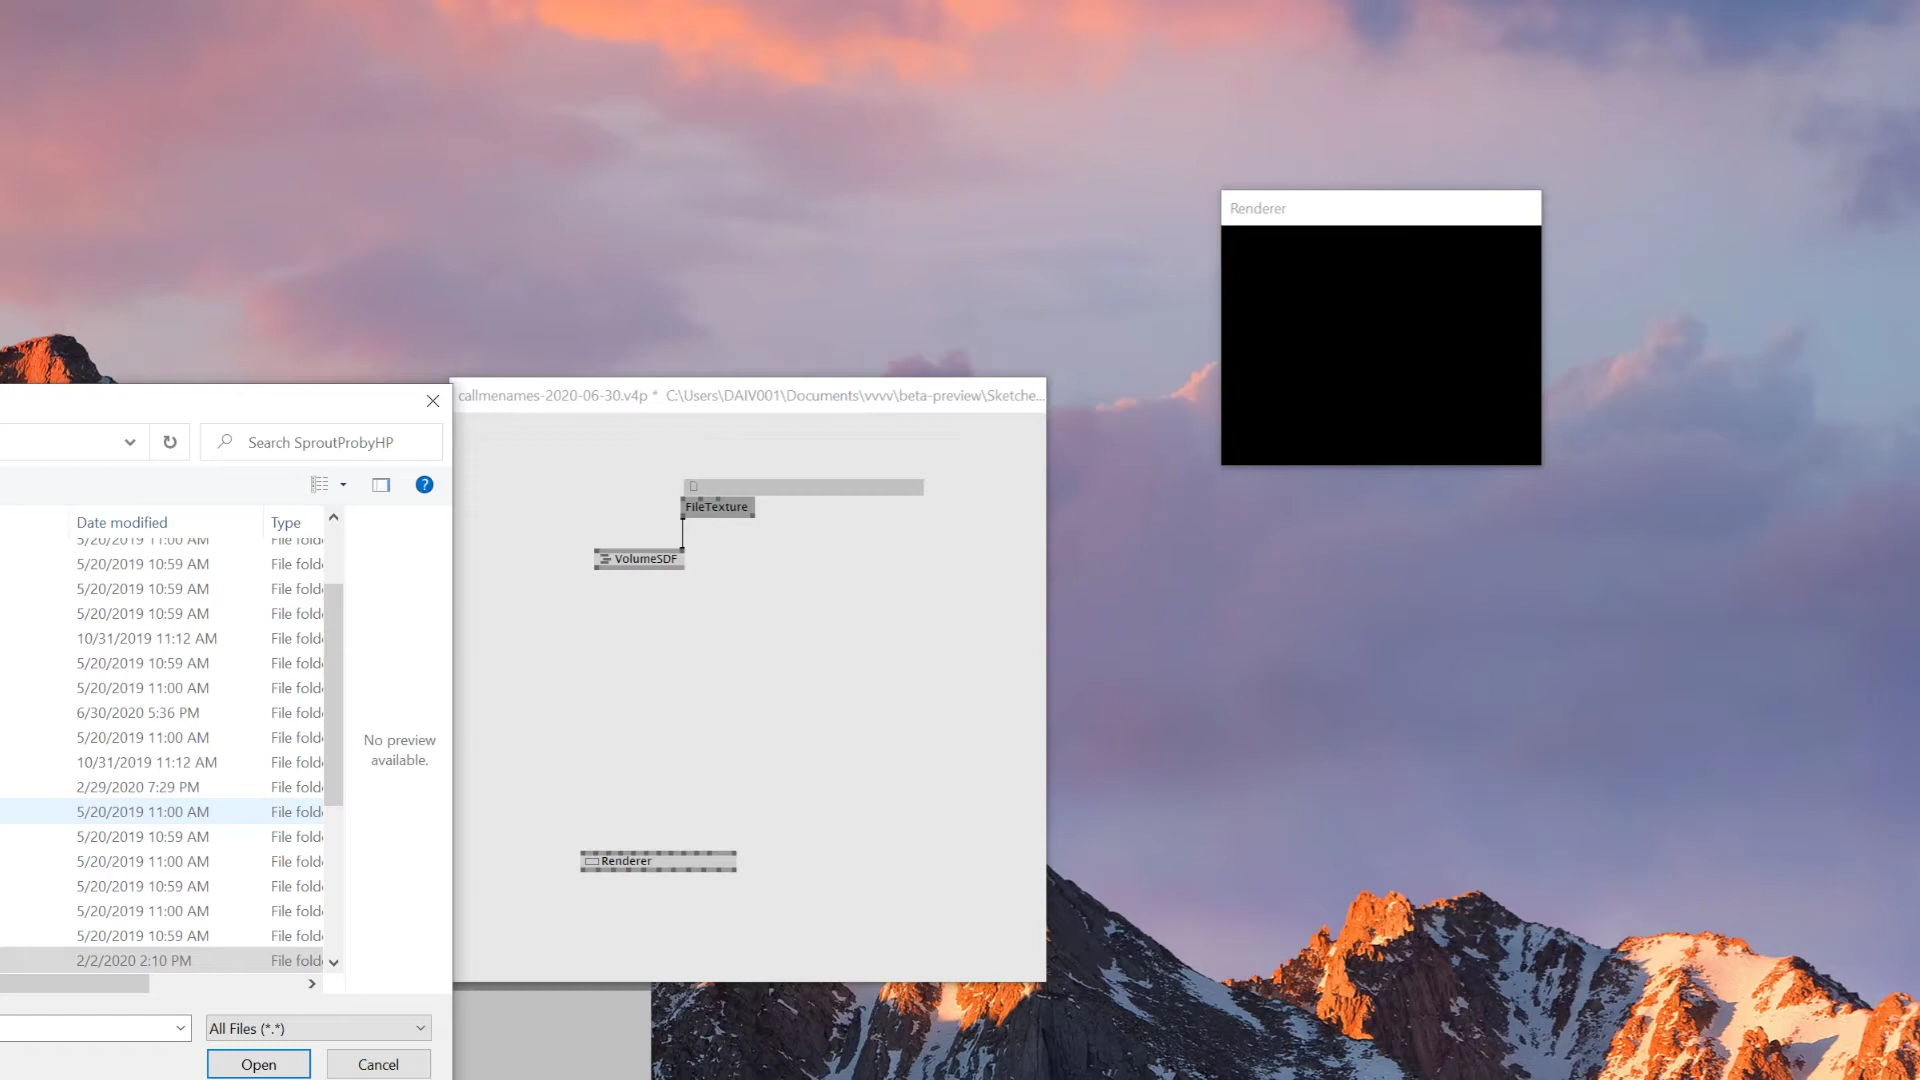 Renderer
callmenames-2020-06-30.v4p * C:\Users\DAIV001\Documents\vvvv\beta-preview\Sketche...
Search SproutProbyHP
FileTexture
VolumeSDF
Renderer
Date modified Type
5/20/2019 11:00 AM File fold
5/20/2019 10:59 AM File fold
5/20/2019 10:59 AM File fold
5/20/2019 10:59 AM File fold
10/31/2019 11:12 AM File fold
5/20/2019 10:59 AM File fold
5/20/2019 11:00 AM File fold
6/30/2020 5:36 PM File fold
5/20/2019 11:00 AM File fold
10/31/2019 11:12 AM File fold
2/29/2020 7:29 PM File fold
5/20/2019 11:00 AM File fold
5/20/2019 10:59 AM File fold
5/20/2019 11:00 AM File fold
5/20/2019 10:59 AM File fold
5/20/2019 11:00 AM File fold
5/20/2019 10:59 AM File fold
2/2/2020 2:10 PM File fold
No preview
available.
All Files (*.*)
Open Cancel